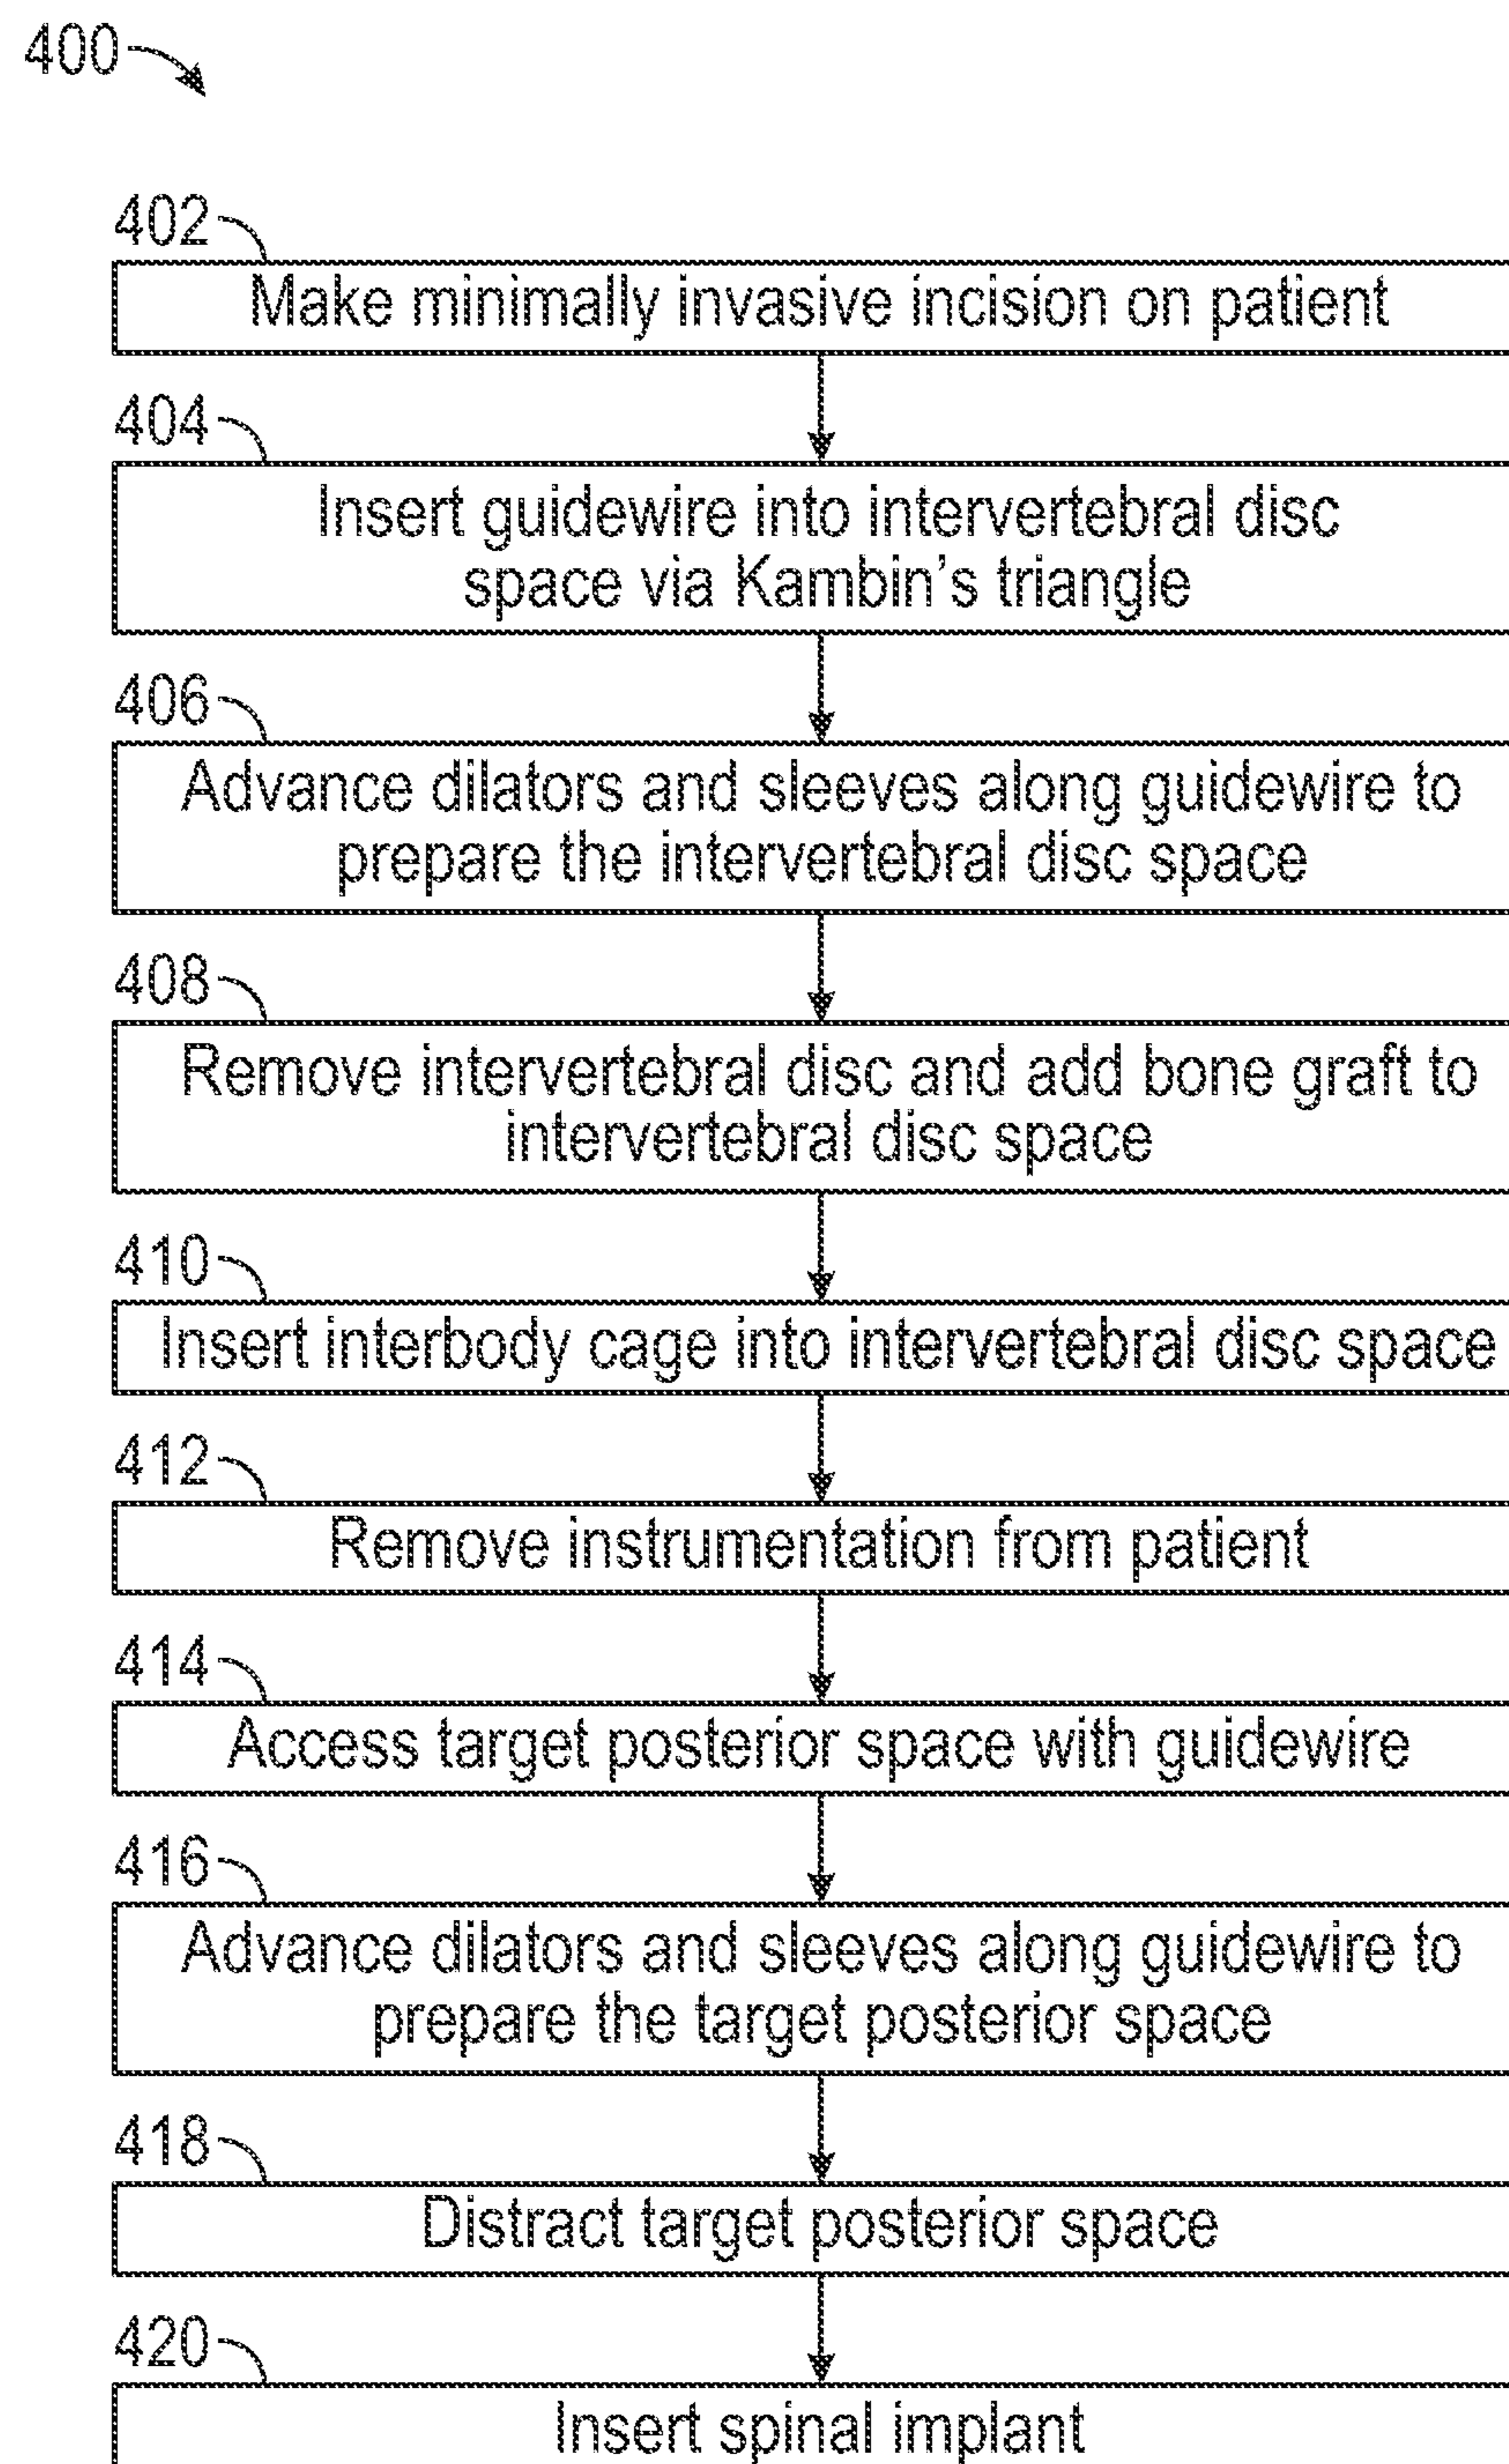 400
402
Make minimally invasive incision on patient
404
Insert guidewire into intervertebral disc
space via Kambin’s triangle
406
Advance dilators and sleeves along guidewire to
prepare the intervertebral disc space
408
Remove intervertebral disc and add bone graft to
intervertebral disc space
410
Insert interbody cage into intervertebral disc space
412
Remove instrumentation from patient
414
Access target posterior space with guidewire
416
Advance dilators and sleeves along guidewire to
prepare the target posterior space
418
Distract target posterior space
420
Insert spinal implant